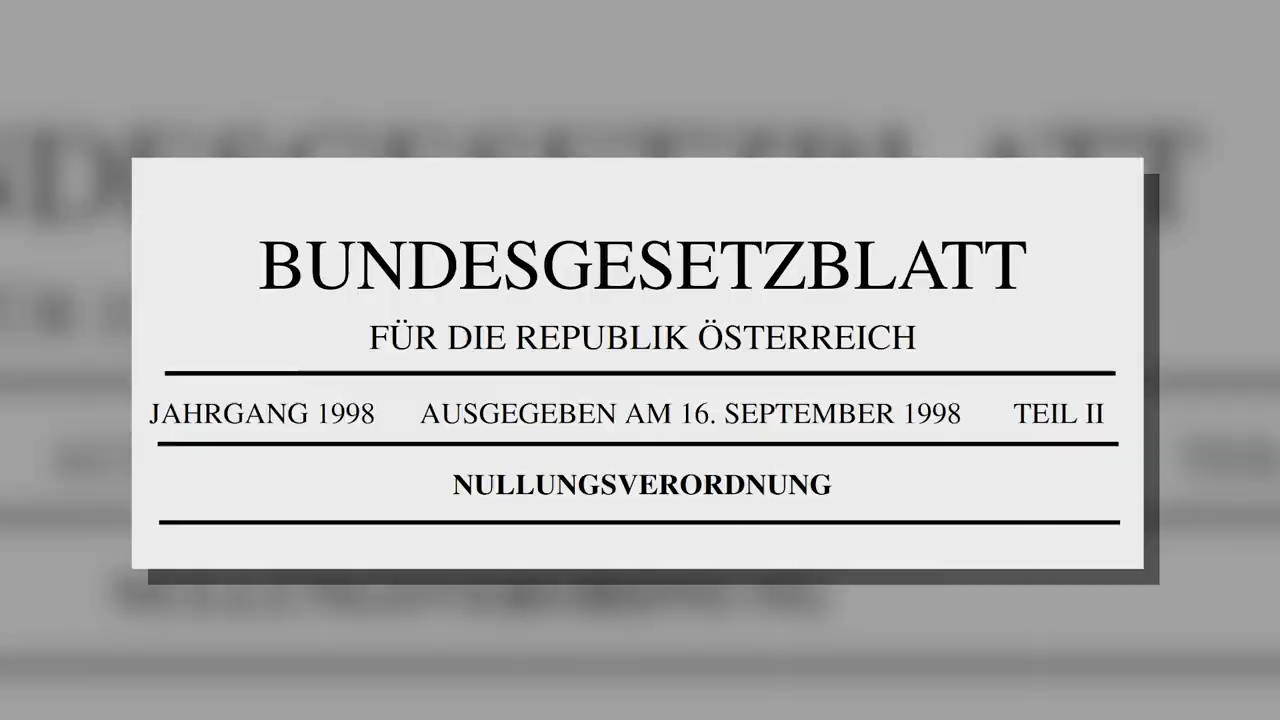 BUNDESGESETZBLATT
FÜR DIE REPUBLIK ÖSTERREICH
JAHRGANG 1998 AUSGEGEBEN AM 16. SEPTEMBER 1998 TEIL II
NULLUNGSVERORDNUNG